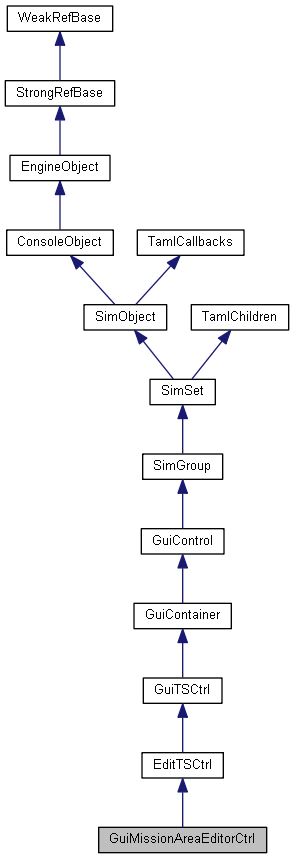 WeakRefBase
StrongRefBase
EngineObject
ConsoleObject
TamlCallbacks
SimObject
TamlChildren
SimSet
SimGroup
GuiControl
GuiContainer
GuiTSCtrl
EditTSCtrl
GuiMissionAreaEditorCtrl